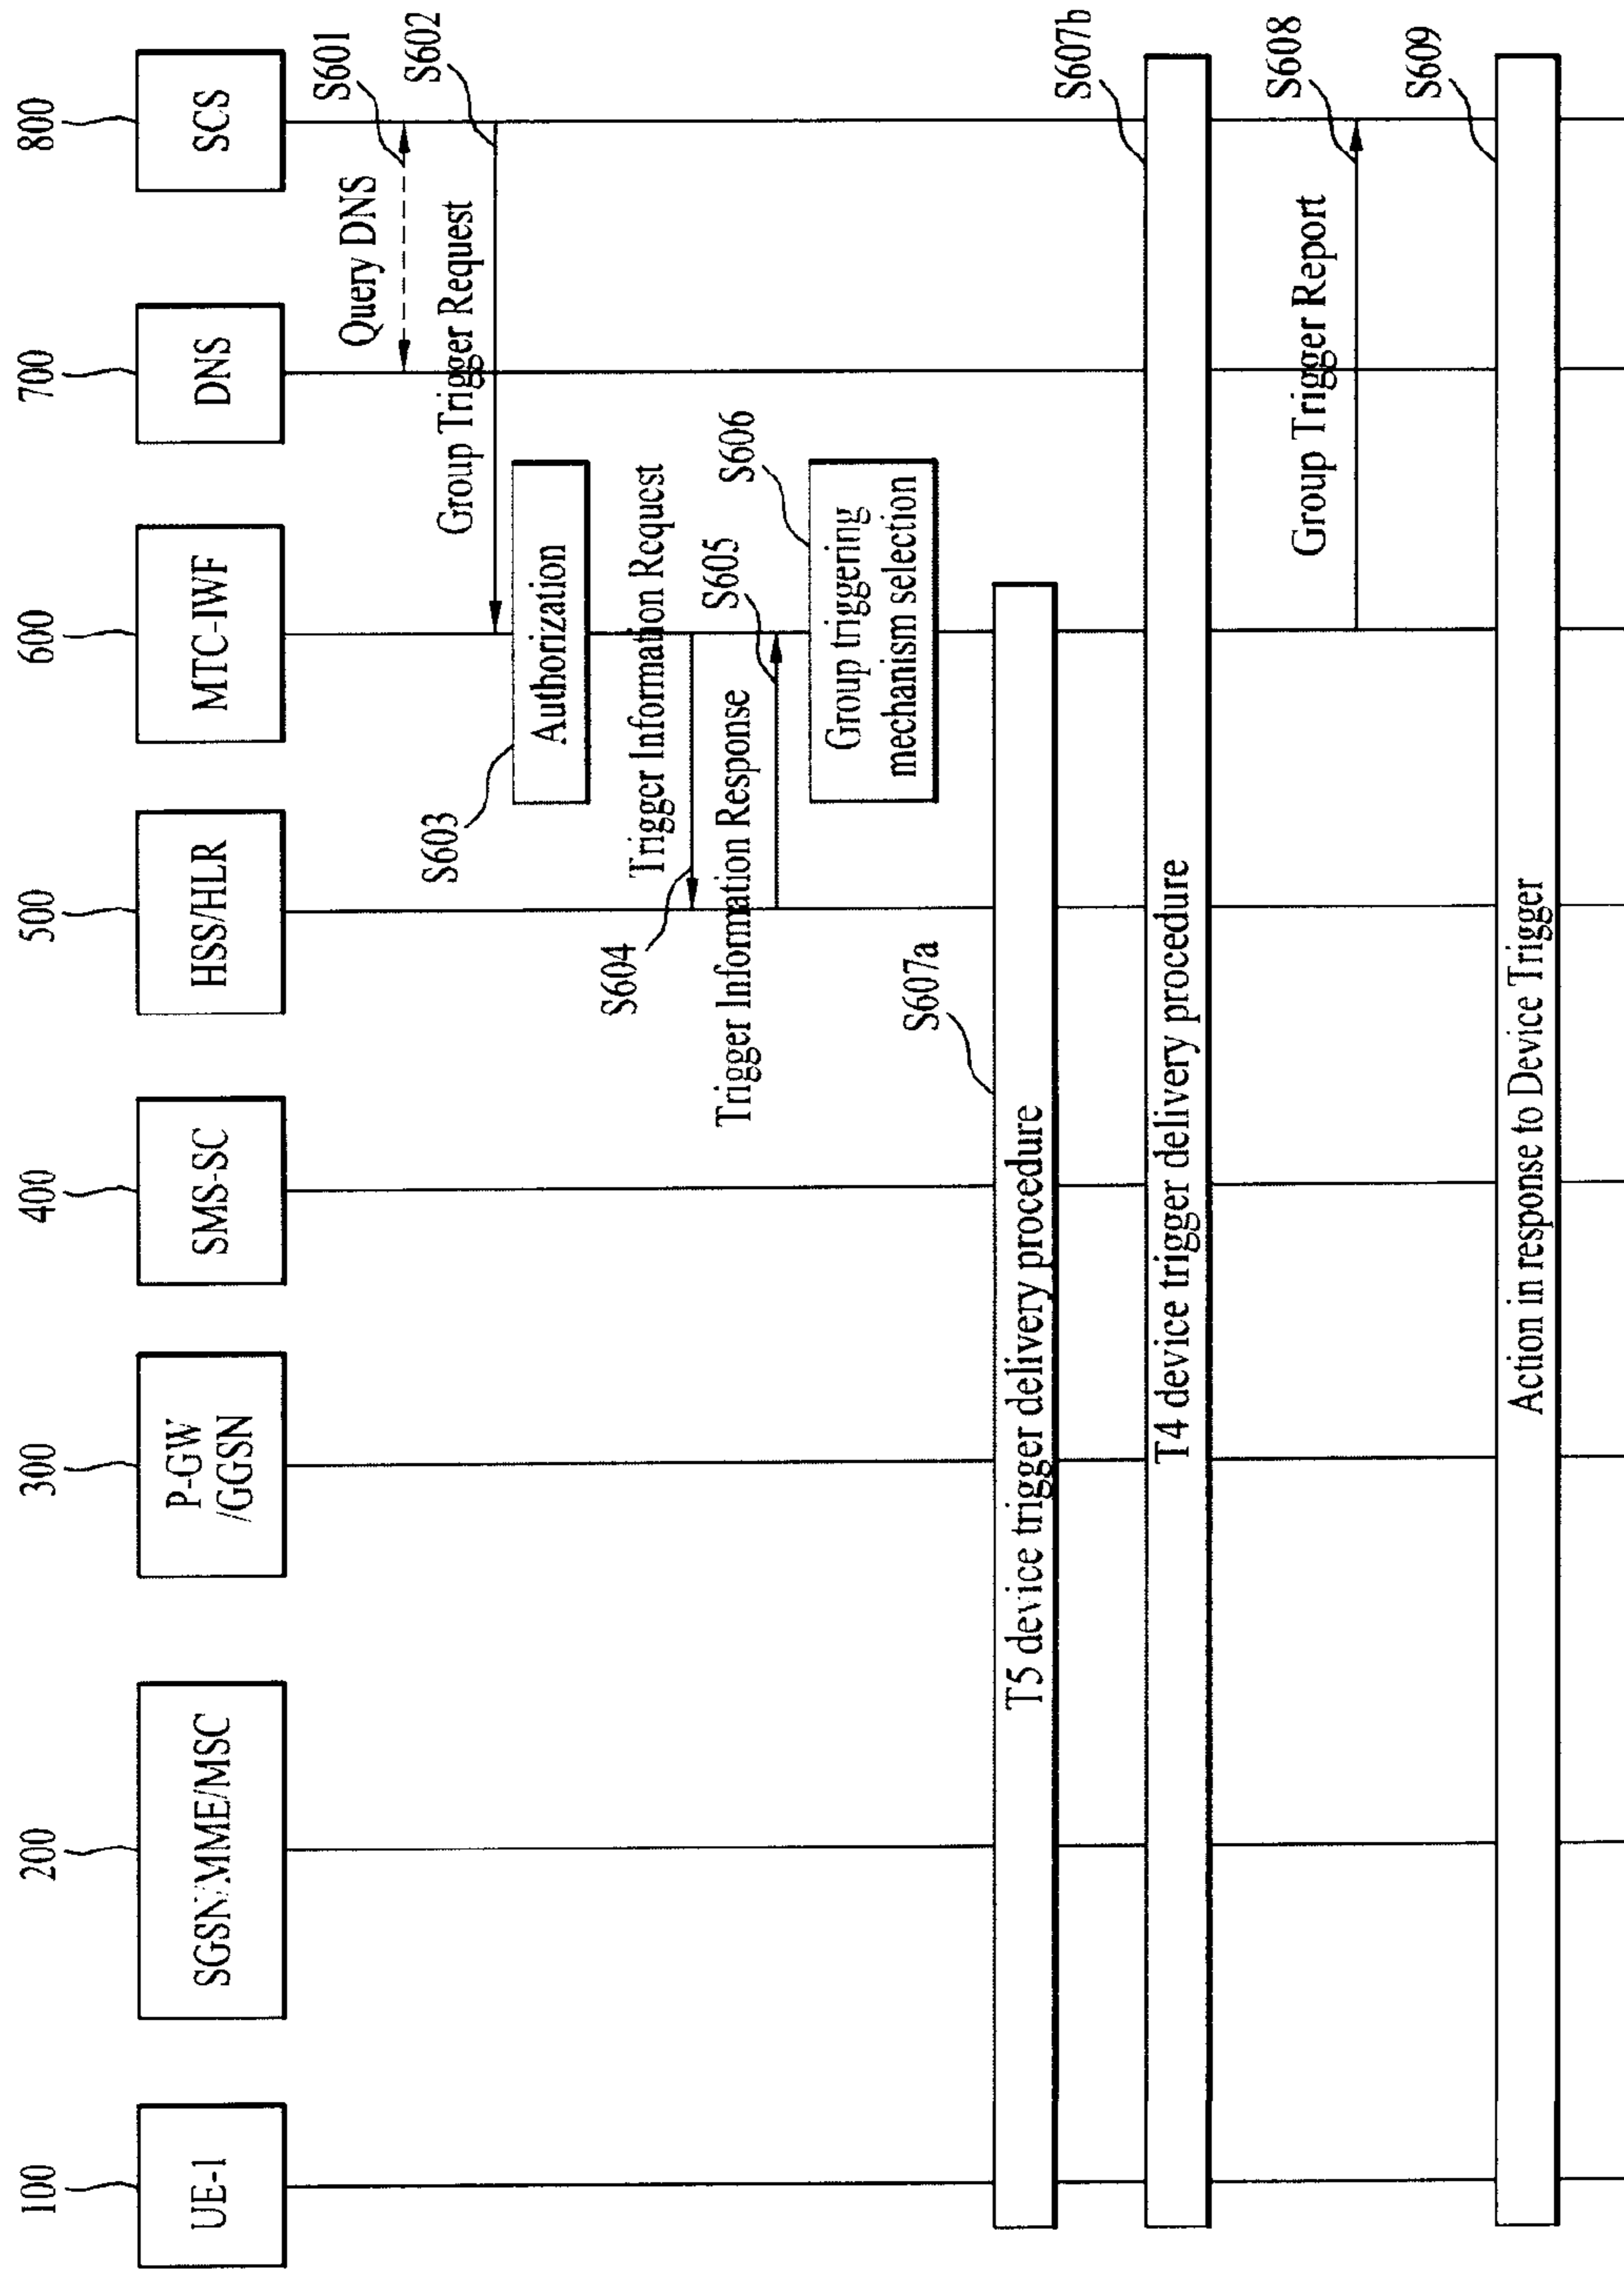 100
200
300
400
500
600
700
800
UE-1
SGSN/MME/MSC
P-GW
/GGSN
SMS-SC
HSS/HLR
MTC-IWF
DNS
SCS
S601
Query DNS
S602
Group Trigger Request
S603
Authorization
Trigger Information Request
S604
S605
Trigger Information Response
S606
Group triggering
mechanism selection
S607a
T5 device trigger delivery procedure
S607b
T4 device trigger delivery procedure
S608
Group Trigger Report
S609
Action in response to Device Trigger